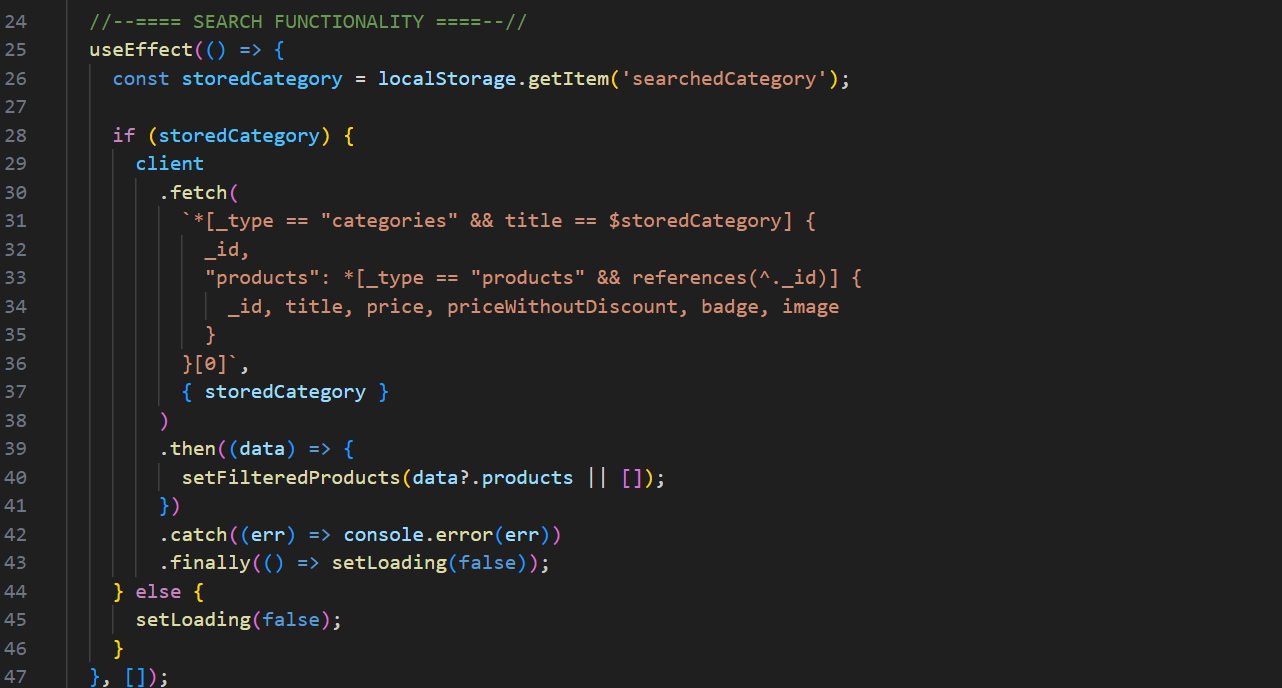 24 //--==== SEARCH FUNCTIONALITY ====--//
25 useEffect(() => {
26 const storedCategory = localStorage.getItem('searchedCategory');
27
28 if (storedCategory) {
29 client
30 .fetch(
31 `*[_type == "categories" && title == $storedCategory] {
32 _id,
33 "products": *[_type == "products" && references(^._id)] {
34 _id, title, price, priceWithoutDiscount, badge, image
35 }
36 }[0]`,
37 { storedCategory }
38 )
39 .then((data) => {
40 setFilteredProducts(data?.products || []);
41 })
42 .catch((err) => console.error(err))
43 .finally(() => setLoading(false));
44 } else {
45 setLoading(false);
46 }
47 }, []);